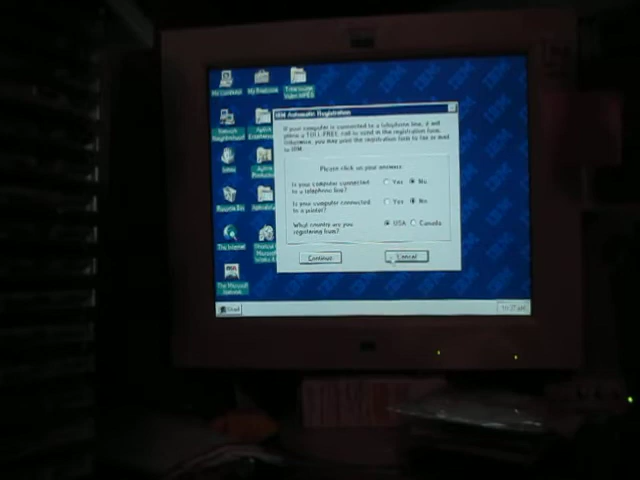 My Computer
My Briefcase
Network Neighborhood
Inbox
Recycle Bin
The Internet
The Microsoft Network
IBM Automatic Registration
If your computer is connected to a telephone line, it will
place a TOLL-FREE call to send in the registration form.
Otherwise, you may print the registration form to fax or mail
to IBM.
Please click on your answers.
Is your computer connected
to a telephone line?
Yes No
Is your computer connected
to a printer?
Yes No
What country are you
registering from?
USA Canada
Continue
Cancel
Start